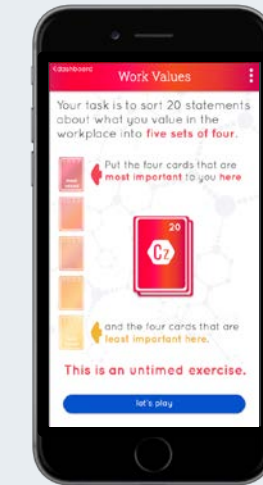 <dashboard
Work Values
Your task is to sort 20 statements
about what you value in the
workplace into five sets of four.
Put the four cards that are
most important to you here
20
Cz
and the four cards that are
least important here.
This is an untimed exercise.
let's play